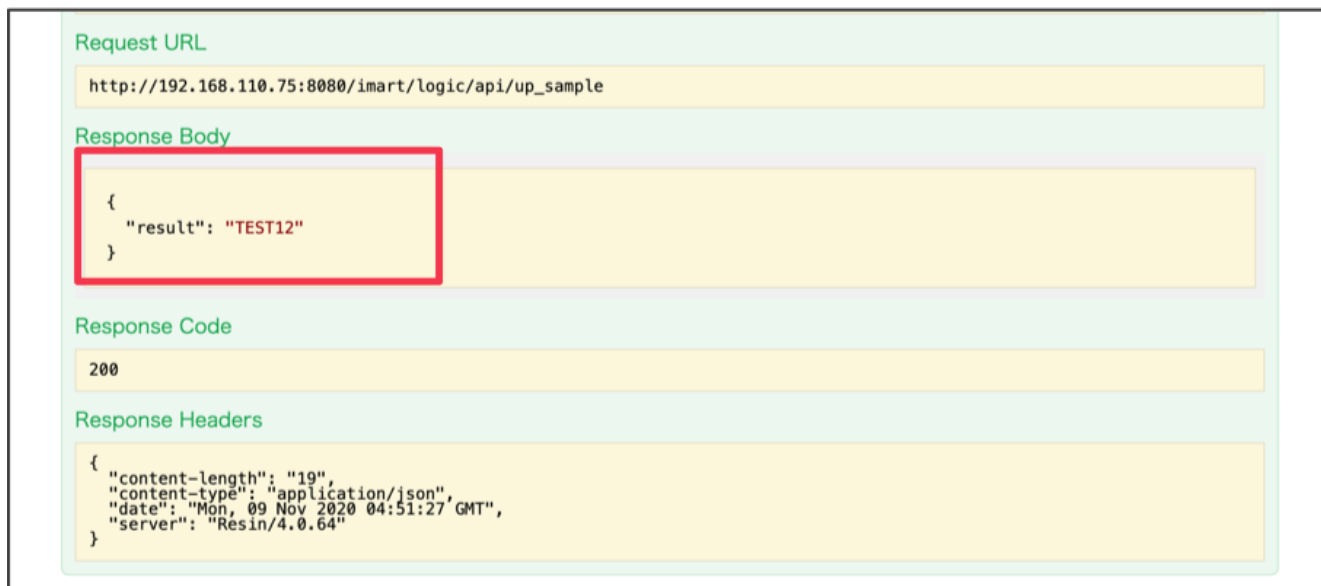 Request URL
http://192.168.110.75:8080/imart/logic/api/up_sample
Response Body
{
"result": "TEST12"
}
Response Code
200
Response Headers
{
"content-length": "19",
"content-type": "application/json",
"date": "Mon, 09 Nov 2020 04:51:27 GMT",
"server": "Resin/4.0.64"
}